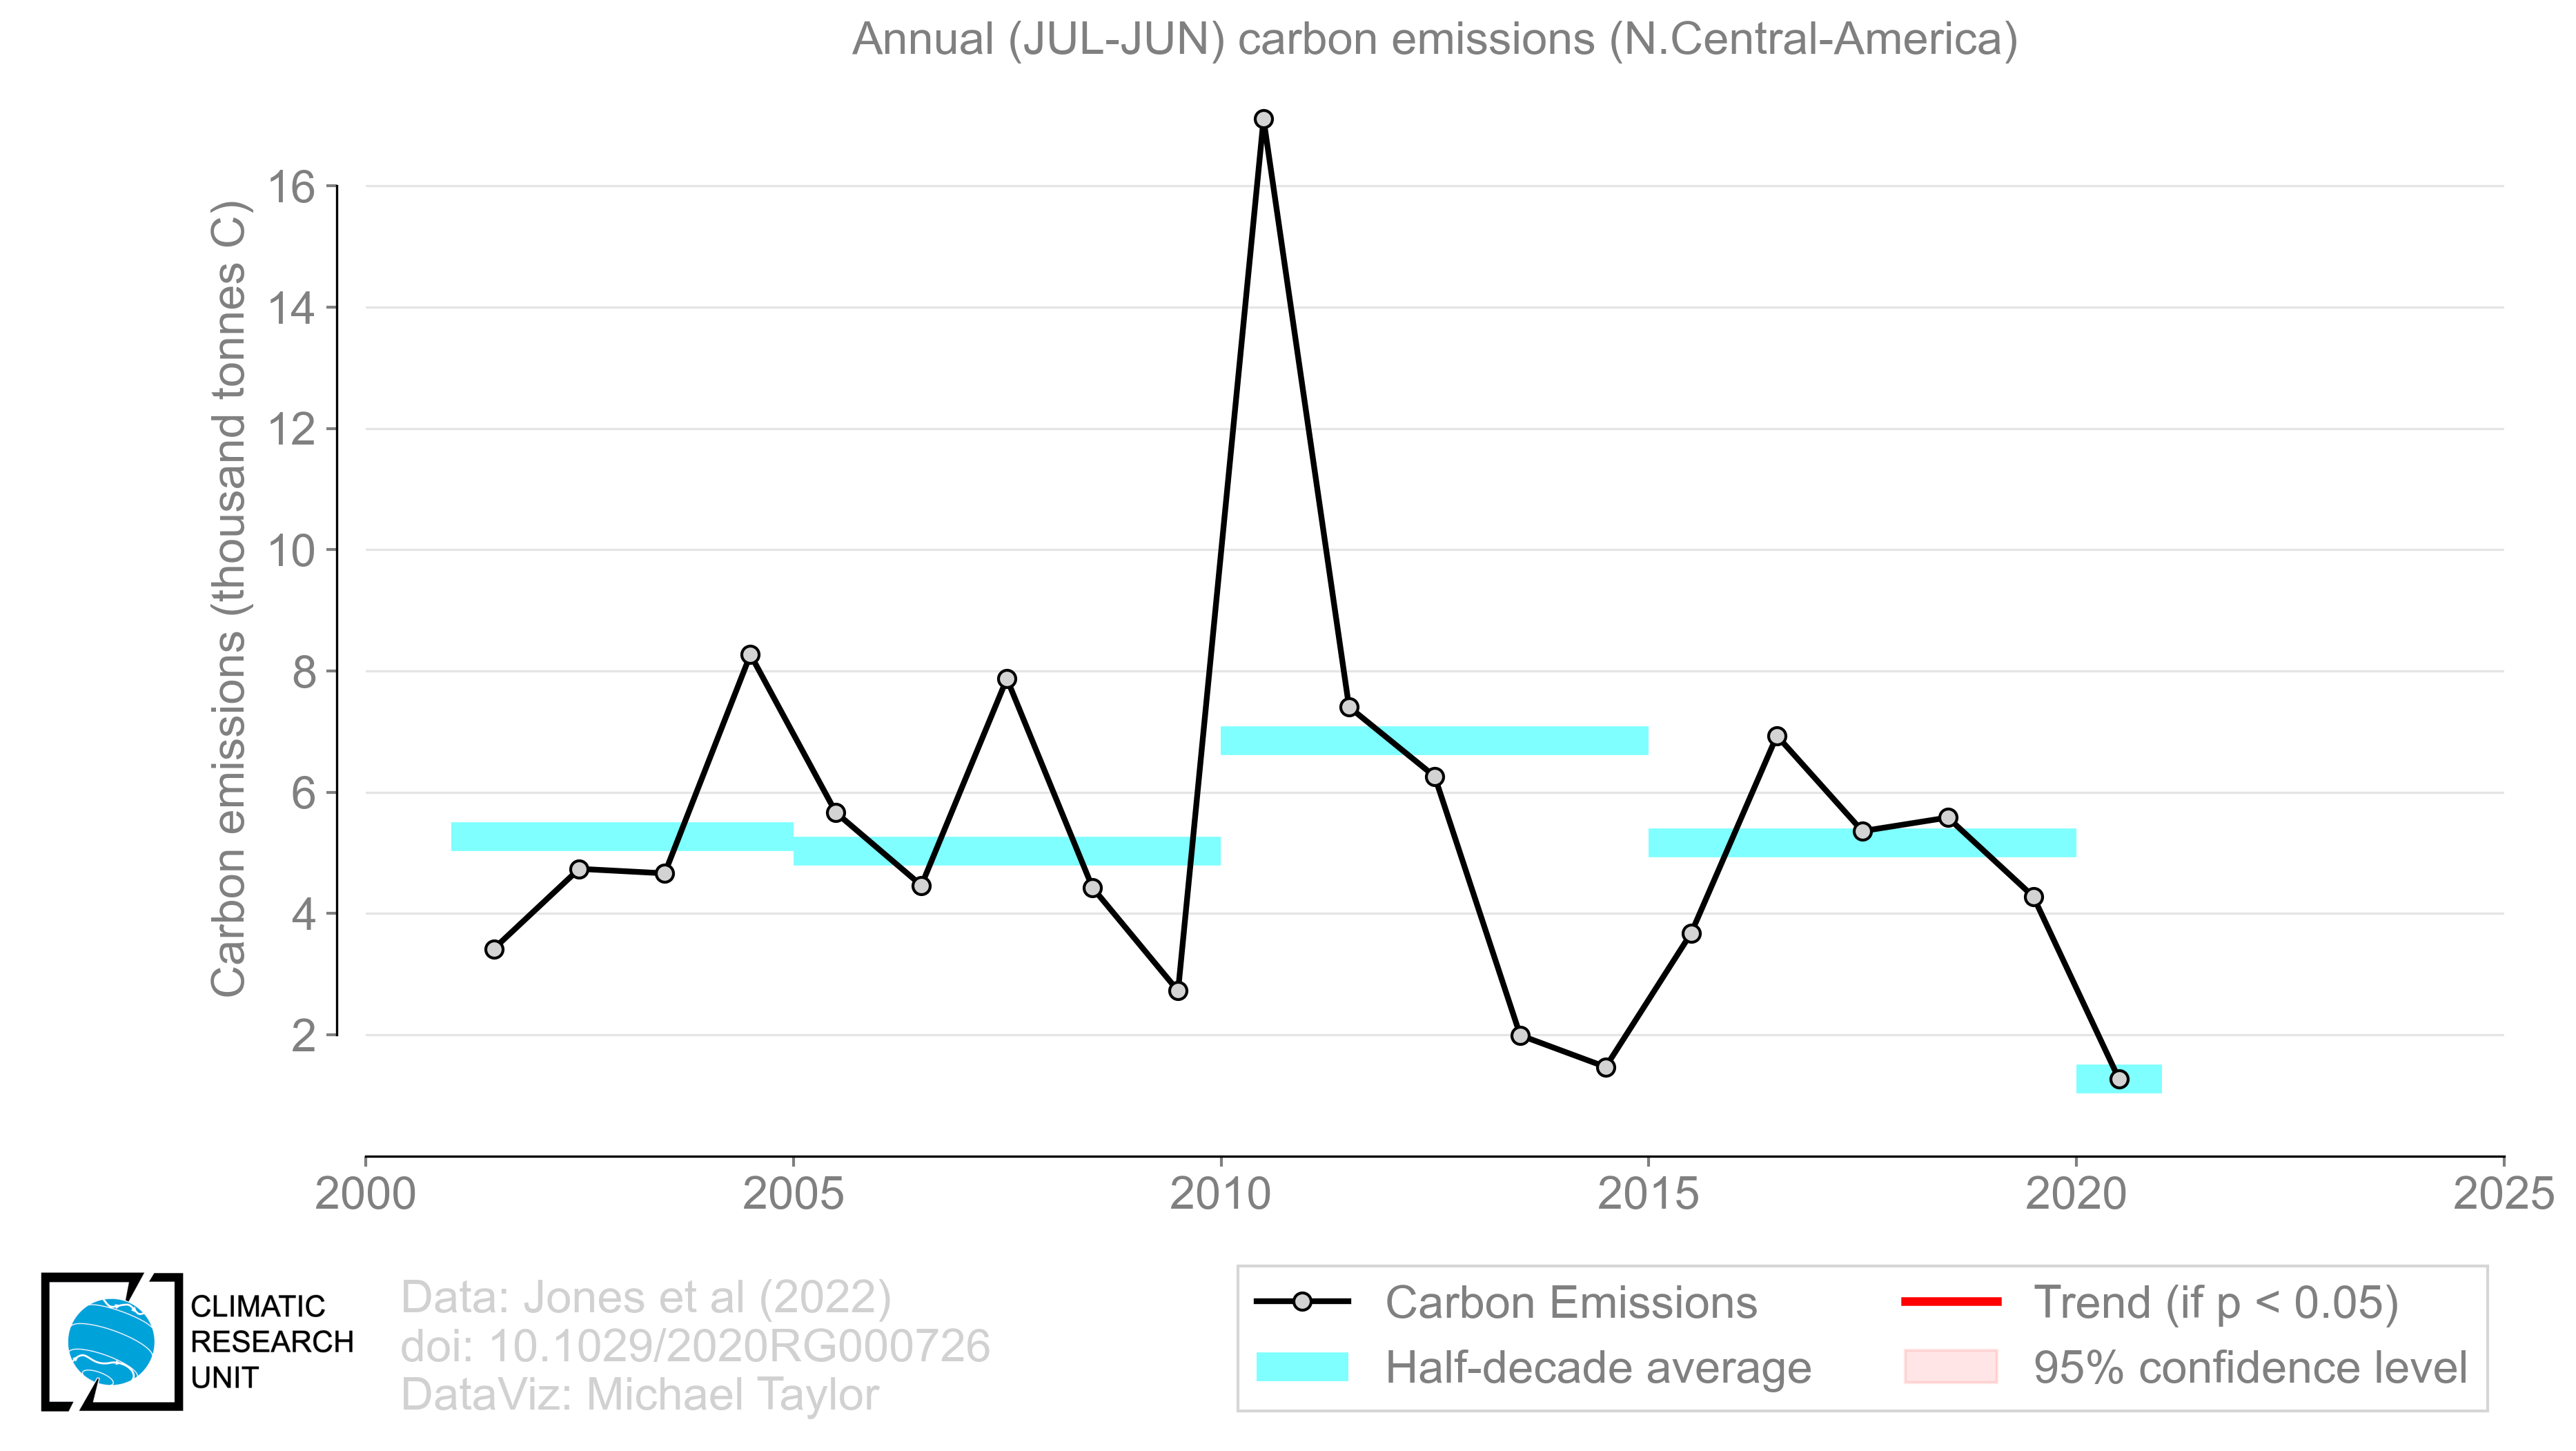 Annual (JUL-JUN) carbon emissions (N.Central-America)
Carbon emissions (thousand tonnes C)
16
14
12
10
8
6
4
2
2000 2005 2010 2015 2020 2025
CLIMATIC
RESEARCH
UNIT
Data: Jones et al (2022)
doi: 10.1029/2020RG000726
DataViz: Michael Taylor
Carbon Emissions
Half-decade average
Trend (if p < 0.05)
95% confidence level